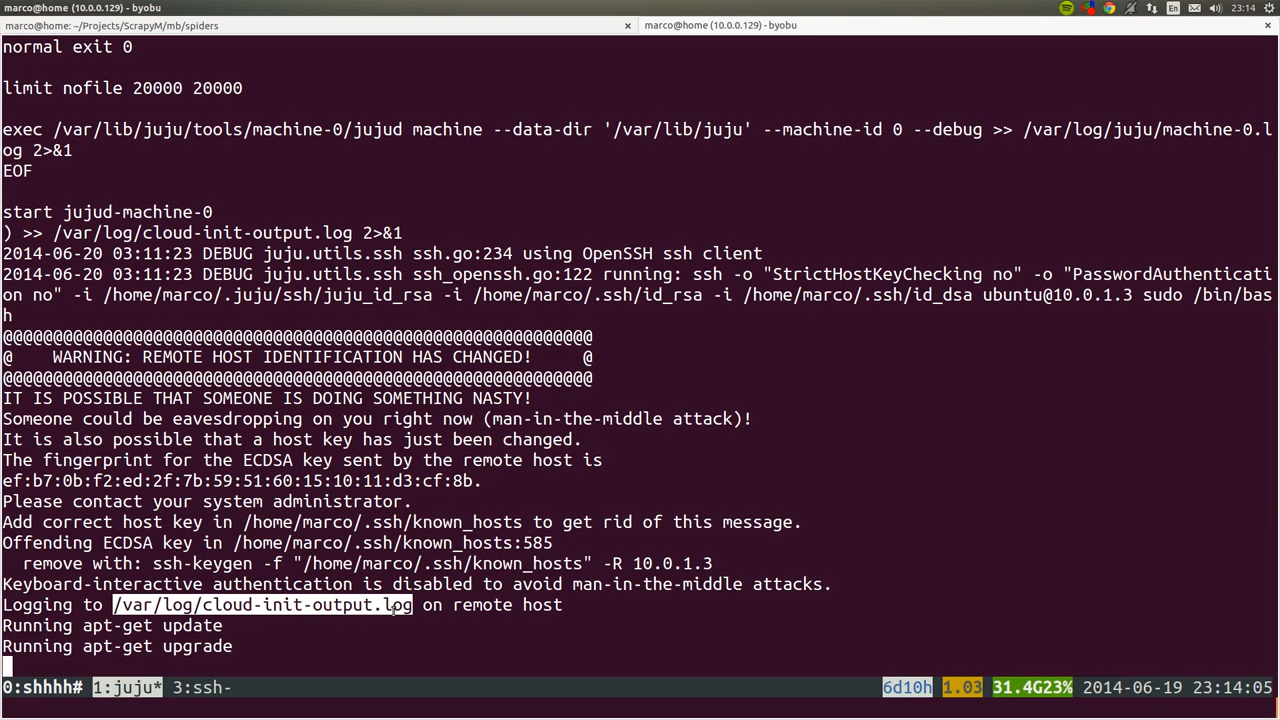 marco@home (10.0.0.129) - byobu
En
23:14
marco@home: ~/Projects/ScrapyM/mb/spiders
×
marco@home (10.0.0.129) - byobu
×
normal exit 0
limit nofile 20000 20000
exec /var/lib/juju/tools/machine-0/jujud machine --data-dir '/var/lib/juju' --machine-id 0 --debug >> /var/log/juju/machine-0.l
og 2>&1
EOF
start jujud-machine-0
) >> /var/log/cloud-init-output.log 2>&1
2014-06-20 03:11:23 DEBUG juju.utils.ssh ssh.go:234 using OpenSSH ssh client
2014-06-20 03:11:23 DEBUG juju.utils.ssh ssh_openssh.go:122 running: ssh -o "StrictHostKeyChecking no" -o "PasswordAuthenticati
on no" -i /home/marco/.juju/ssh/juju_id_rsa -i /home/marco/.ssh/id_rsa -i /home/marco/.ssh/id_dsa ubuntu@10.0.1.3 sudo /bin/bas
h
@@@@@@@@@@@@@@@@@@@@@@@@@@@@@@@@@@@@@@@@@@@@@@@@@@@@@@@@@@@
@    WARNING: REMOTE HOST IDENTIFICATION HAS CHANGED!     @
@@@@@@@@@@@@@@@@@@@@@@@@@@@@@@@@@@@@@@@@@@@@@@@@@@@@@@@@@@@
IT IS POSSIBLE THAT SOMEONE IS DOING SOMETHING NASTY!
Someone could be eavesdropping on you right now (man-in-the-middle attack)!
It is also possible that a host key has just been changed.
The fingerprint for the ECDSA key sent by the remote host is
ef:b7:0b:f2:ed:2f:7b:59:51:60:15:10:11:d3:cf:8b.
Please contact your system administrator.
Add correct host key in /home/marco/.ssh/known_hosts to get rid of this message.
Offending ECDSA key in /home/marco/.ssh/known_hosts:585
  remove with: ssh-keygen -f "/home/marco/.ssh/known_hosts" -R 10.0.1.3
Keyboard-interactive authentication is disabled to avoid man-in-the-middle attacks.
Logging to /var/log/cloud-init-output.log on remote host
Running apt-get update
Running apt-get upgrade
0:shhhh# 1:juju* 3:ssh- 6d10h 1.03 31.4G23% 2014-06-19 23:14:05